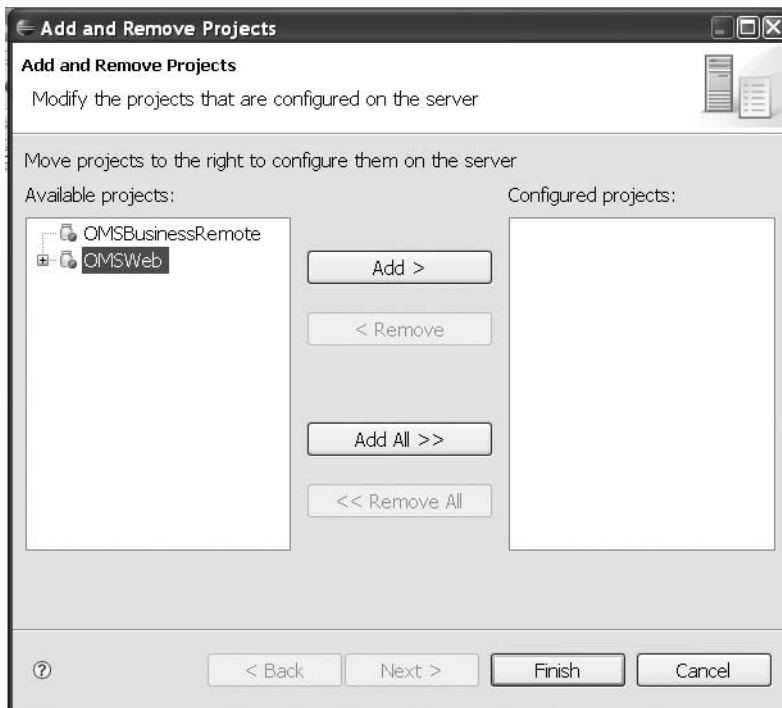 Add and Remove Projects
Add and Remove Projects
Modify the projects that are configured on the server
Move projects to the right to configure them on the server
Available projects:
Configured projects:
OMSBusinessRemote
OMSWeb
Add >
< Remove
Add All >>
<< Remove All
?
< Back
Next >
Finish
Cancel